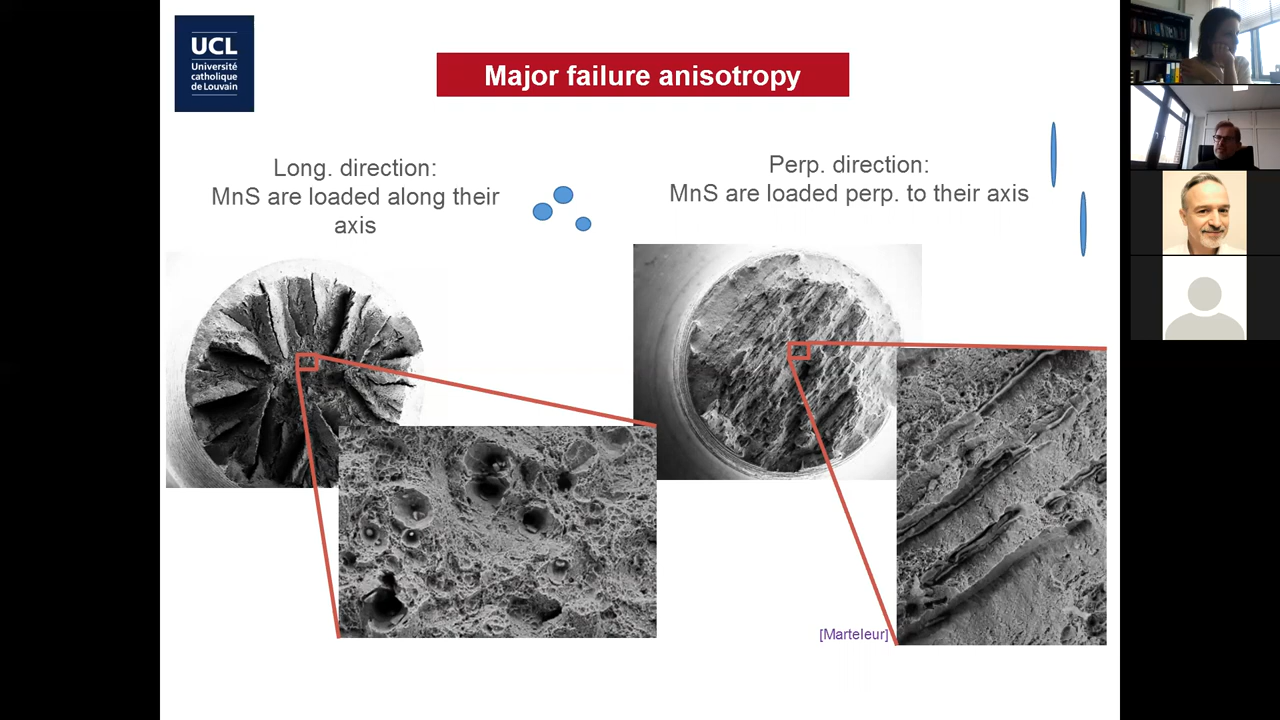 UCL
Université
catholique
de Louvain
Major failure anisotropy
Long. direction:
MnS are loaded along their
axis
Perp. direction:
MnS are loaded perp. to their axis
[Marteleur]